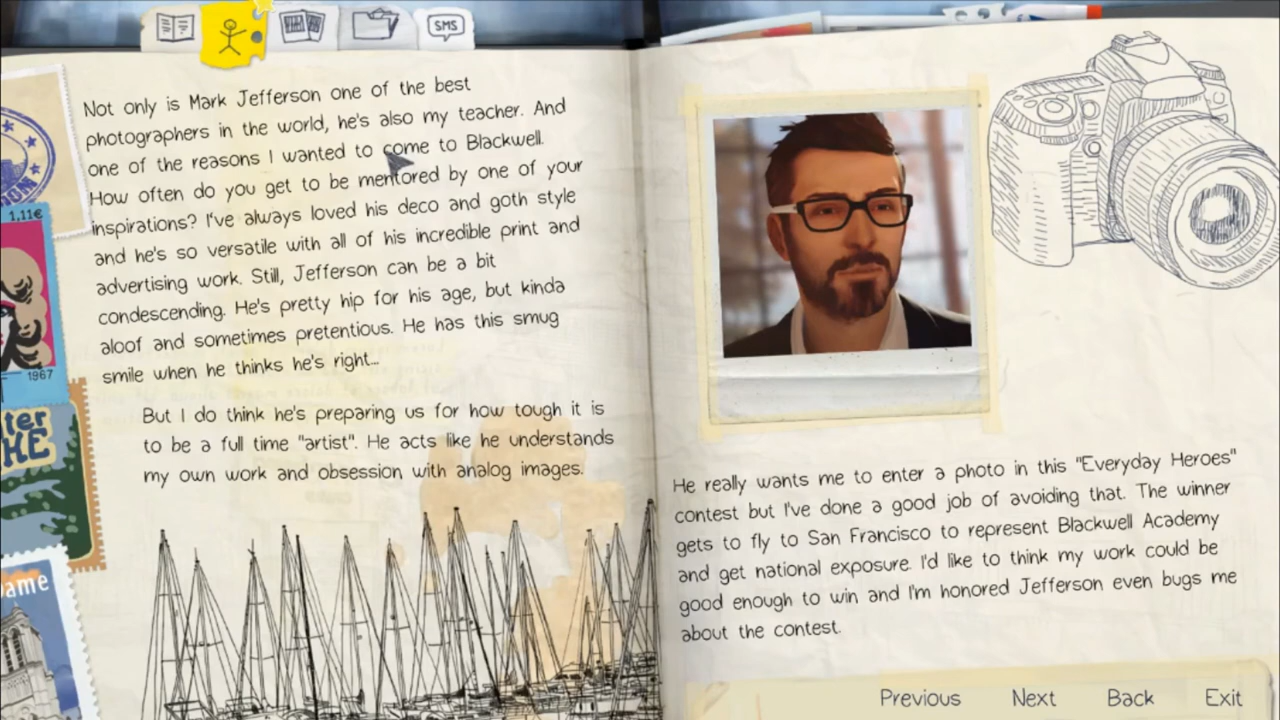 SMS
Not only is Mark Jefferson one of the best
photographers in the world, he's also my teacher. And
one of the reasons I wanted to come to Blackwell.
How often do you get to be mentored by one of your
inspirations? I've always loved his deco and goth style
and he's so versatile with all of his incredible print and
advertising work. Still, Jefferson can be a bit
condescending. He's pretty hip for his age, but kinda
aloof and sometimes pretentious. He has this smug
smile when he thinks he's right...
But I do think he's preparing us for how tough it is
to be a full time "artist". He acts like he understands
my own work and obsession with analog images.
1,11€
1967
ter
dame
He really wants me to enter a photo in this "Everyday Heroes"
contest but I've done a good job of avoiding that. The winner
gets to fly to San Francisco to represent Blackwell Academy
and get national exposure. I'd like to think my work could be
good enough to win and I'm honored Jefferson even bugs me
about the contest.
Previous Next Back Exit